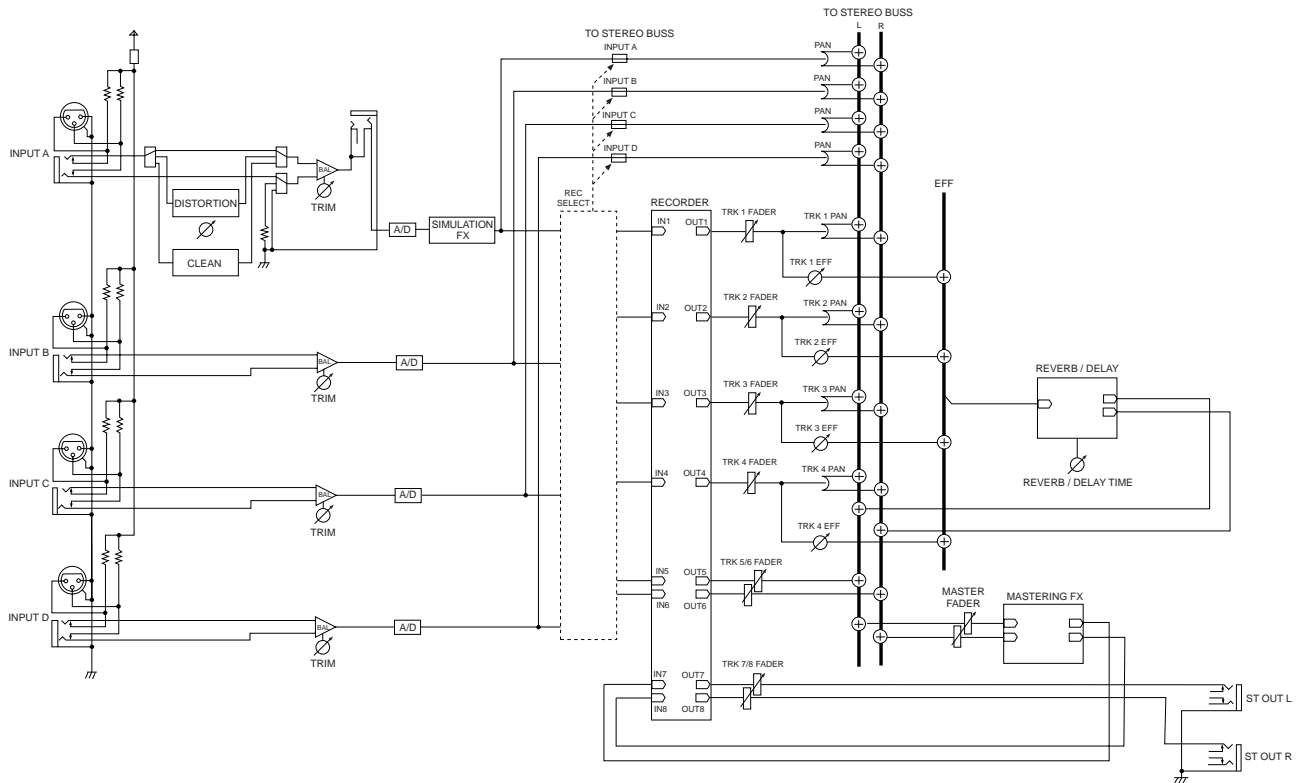 TO STEREO BUSS
L R
TO STEREO BUSS
INPUT A
PAN
INPUT B
PAN
INPUT C
PAN
INPUT D
PAN
INPUT A
DISTORTION
CLEAN
BAL
TRIM
A/D
SIMULATION
FX
REC
SELECT
RECORDER
EFF
IN1 OUT1
TRK 1 FADER
TRK 1 PAN
TRK 1 EFF
IN2 OUT2
TRK 2 FADER
TRK 2 PAN
TRK 2 EFF
INPUT B
BAL
TRIM
A/D
IN3 OUT3
TRK 3 FADER
TRK 3 PAN
TRK 3 EFF
REVERB / DELAY
REVERB / DELAY TIME
IN4 OUT4
TRK 4 FADER
TRK 4 PAN
TRK 4 EFF
INPUT C
BAL
TRIM
A/D
IN5 OUT5
IN6 OUT6
TRK 5/6 FADER
INPUT D
BAL
TRIM
A/D
MASTER
FADER
MASTERING FX
IN7 OUT7
IN8 OUT8
TRK 7/8 FADER
ST OUT L
ST OUT R